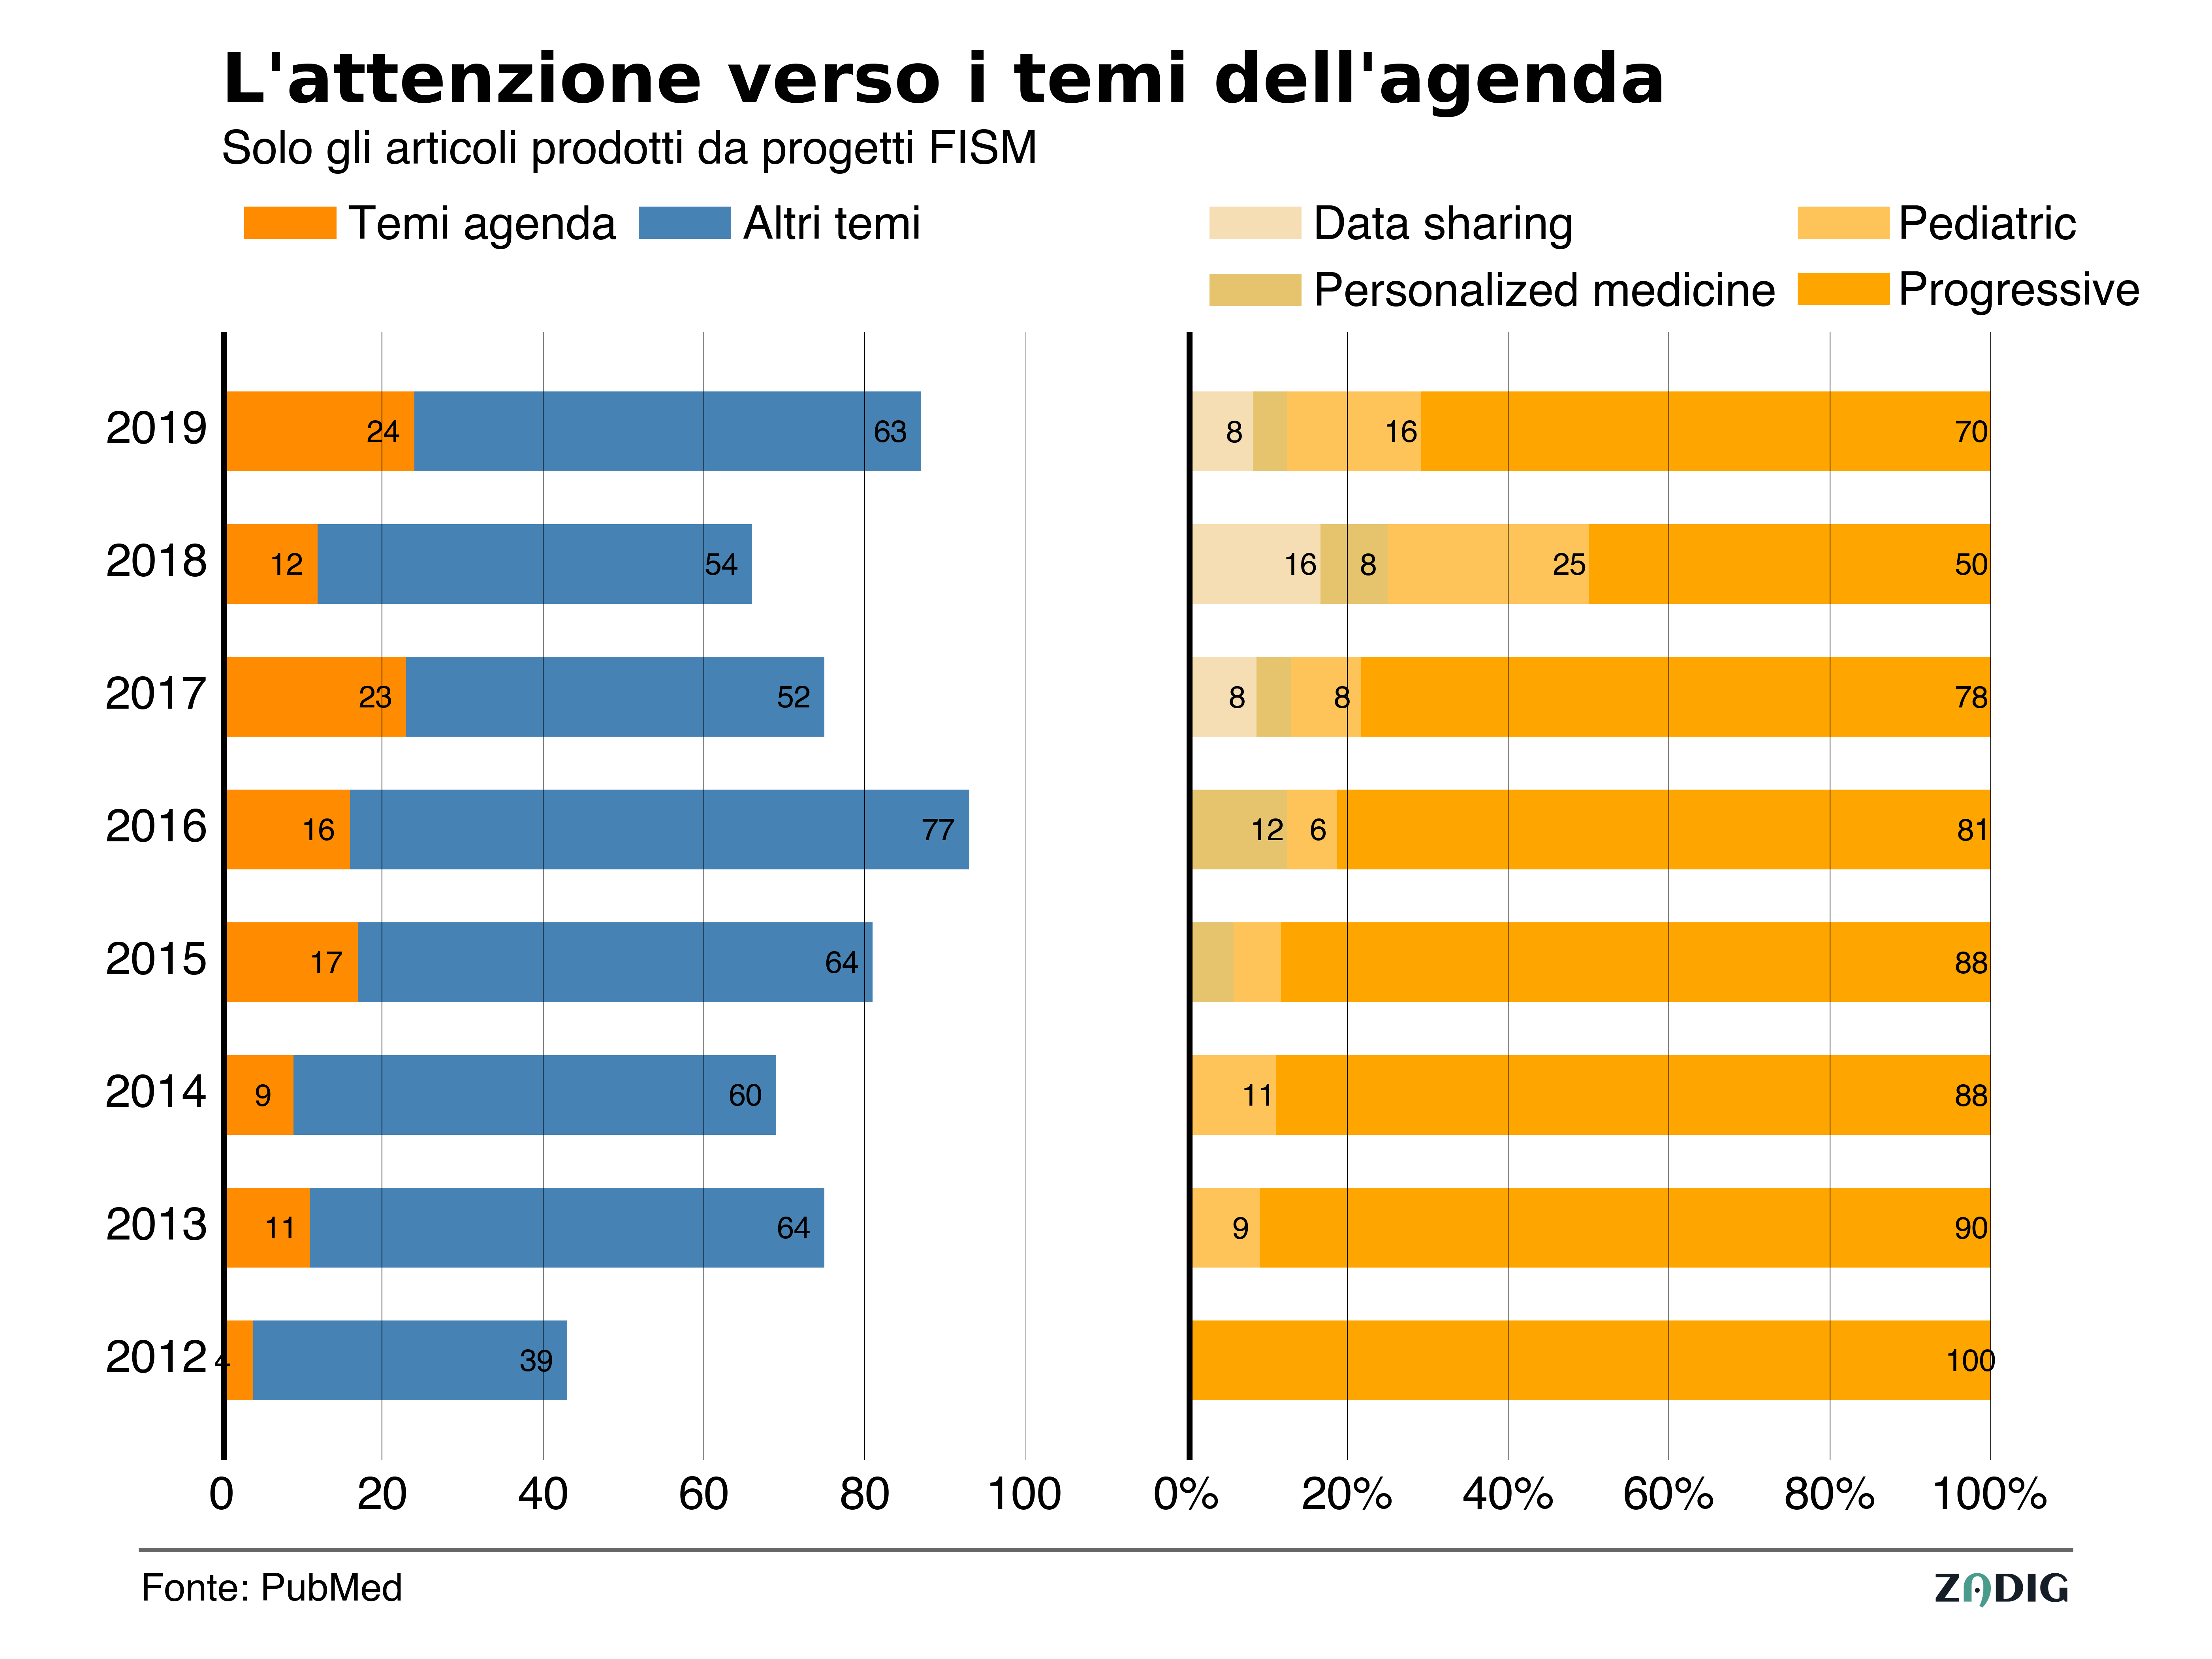 L'attenzione verso i temi dell'agenda
Solo gli articoli prodotti da progetti FISM
Temi agenda Altri temi
Data sharing Pediatric
Personalized medicine Progressive
2019 24 63 8 16 70
2018 12 54 16 8 25 50
2017 23 52 8 8 78
2016 16 77 12 6 81
2015 17 64 88
2014 9 60 11 88
2013 11 64 9 90
2012 4 39 100
0 20 40 60 80 100 0% 20% 40% 60% 80% 100%
Fonte: PubMed ZADIG